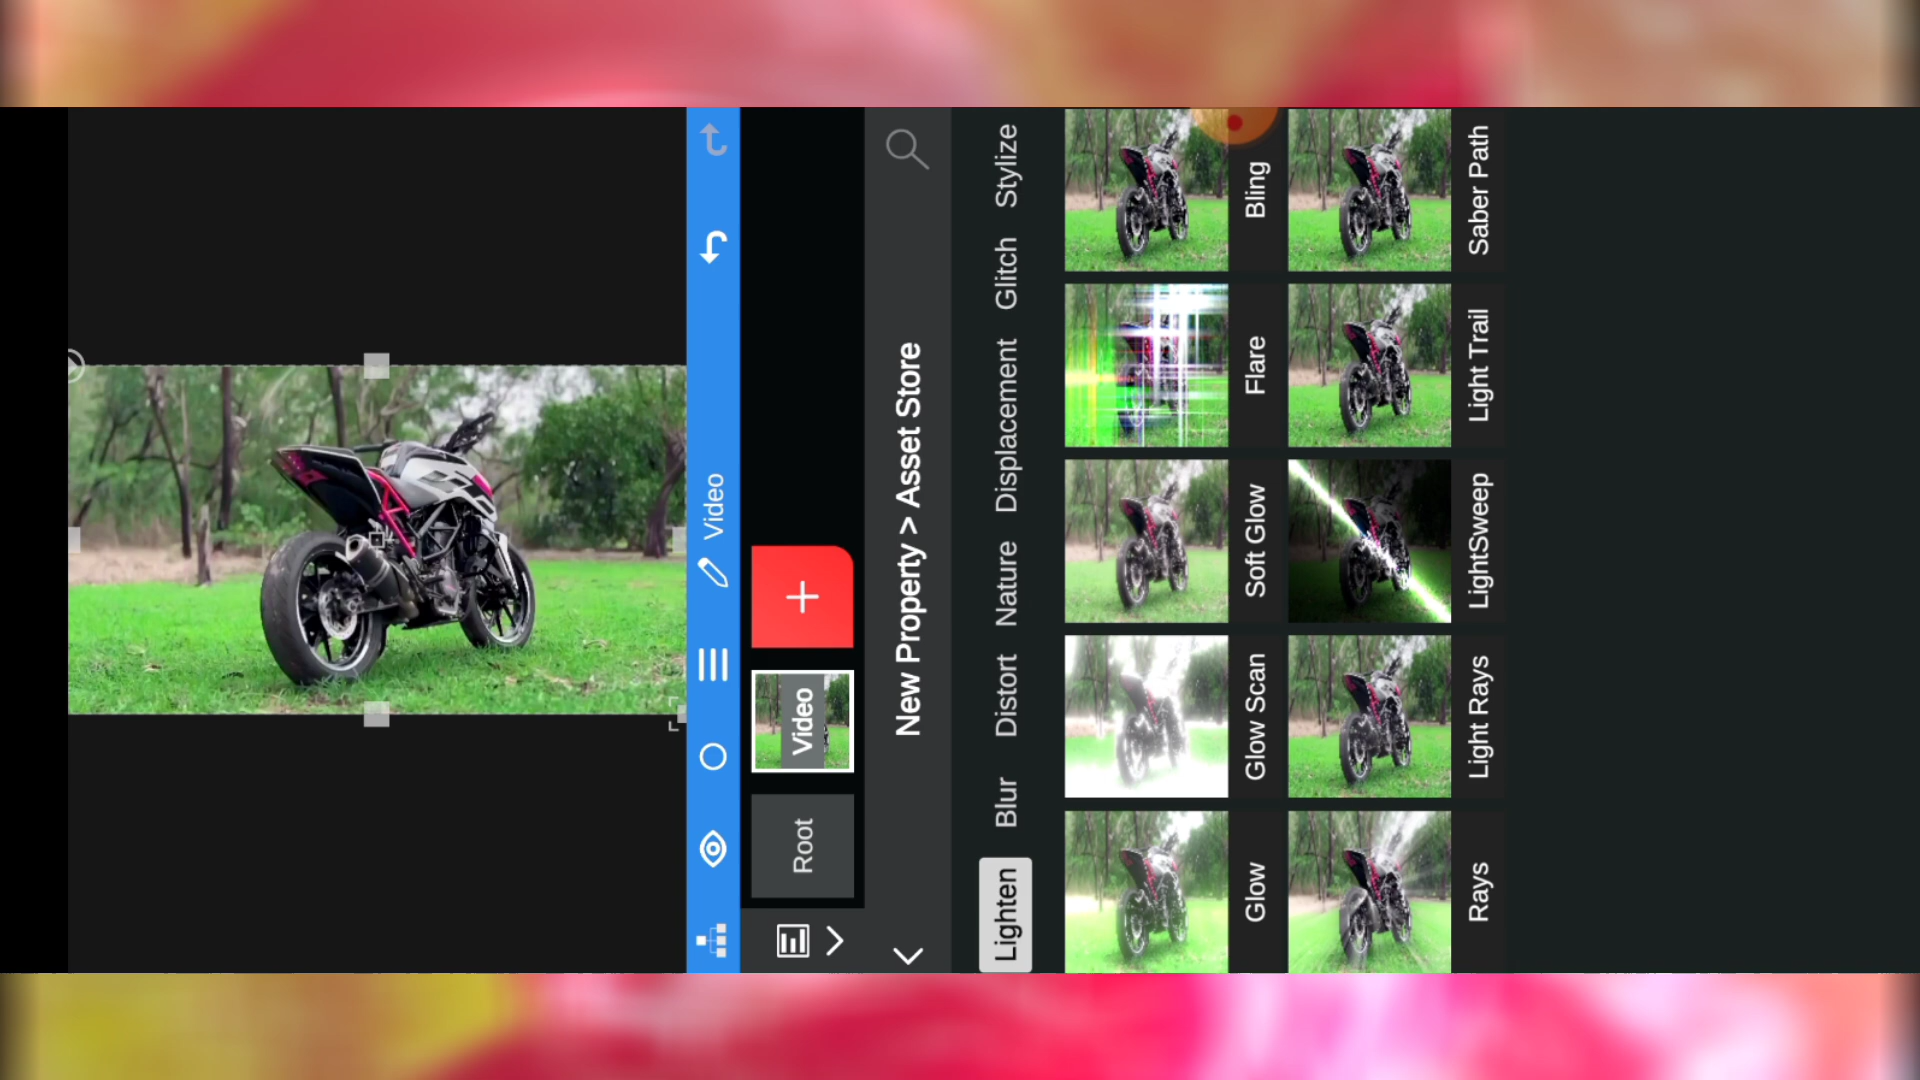 Video
Root
Video
New Property > Asset Store
Lighten
Blur
Distort
Nature
Displacement
Glitch
Stylize
Glow
Glow Scan
Soft Glow
Flare
Bling
Rays
Light Rays
LightSweep
Light Trail
Saber Path